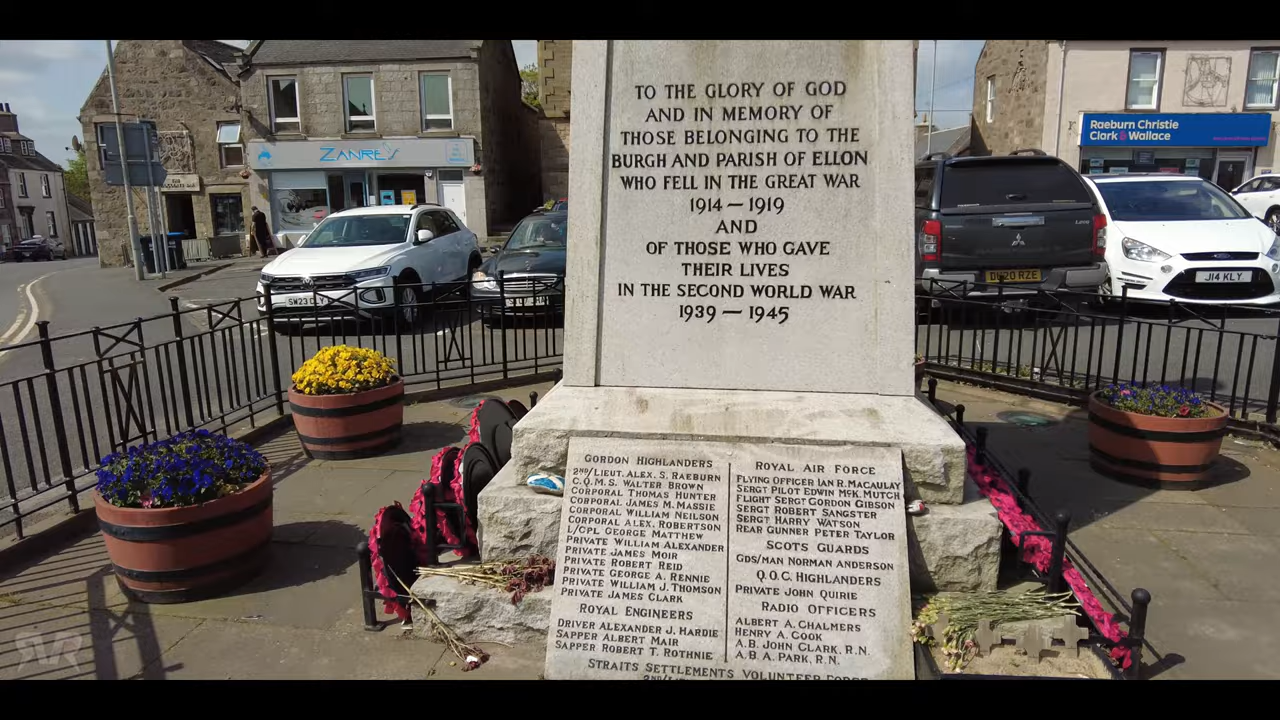 TO THE GLORY OF GOD
AND IN MEMORY OF
THOSE BELONGING TO THE
BURGH AND PARISH OF ELLON
WHO FELL IN THE GREAT WAR
1914 — 1919
AND
OF THOSE WHO GAVE
THEIR LIVES
IN THE SECOND WORLD WAR
1939 — 1945
GORDON HIGHLANDERS
2ND/LIEUT. ALEX. S. RAEBURN
C.Q.M.S. WALTER BROWN
CORPORAL THOMAS HUNTER
CORPORAL JAMES M. MASSIE
CORPORAL WILLIAM NEILSON
CORPORAL ALEX. ROBERTSON
L/CPL GEORGE MATTHEW
PRIVATE WILLIAM ALEXANDER
PRIVATE JAMES MOIR
PRIVATE ROBERT REID
PRIVATE GEORGE A. RENNIE
PRIVATE WILLIAM J. THOMSON
PRIVATE JAMES CLARK
ROYAL ENGINEERS
DRIVER ALEXANDER J. HARDIE
SAPPER ALBERT MAIR
SAPPER ROBERT T. ROTHNIE
ROYAL AIR FORCE
FLYING OFFICER IAN R. MACAULAY
SERGT PILOT EDWIN MCK. MUTCH
FLIGHT SERGT GORDON GIBSON
SERGT ROBERT SANGSTER
SERGT HARRY WATSON
REAR GUNNER PETER TAYLOR
SCOTS GUARDS
GDS/MAN NORMAN ANDERSON
Q.O.C. HIGHLANDERS
PRIVATE JOHN QUIRIE
RADIO OFFICERS
ALBERT A. CHALMERS
HENRY A. COOK
A.B. JOHN CLARK, R.N.
A.B. A. PARK, R.N.
STRAITS SETTLEMENTS VOLUNTEER FORCE
ZANRE'S
Raeburn Christie
Clark & Wallace
J14 KLY